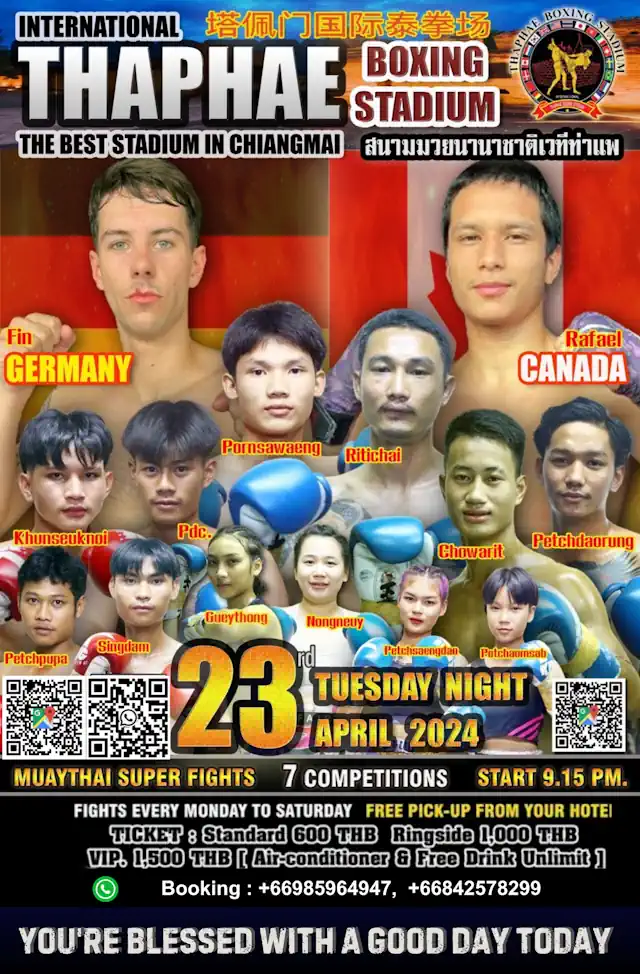 INTERNATIONAL
塔佩门国际泰拳场
THAPHAE
BOXING
STADIUM
THAPHAE BOXING STADIUM
THE BEST STADIUM IN CHIANGMAI
สนามมวยนานาชาติเวทีท่าแพ
Fin
GERMANY
Rafael
CANADA
Pornsawaeng
Ritichai
Khunseuknoi
Pdc.
Chowarit
Petchdaorung
Petchpupa
Singdam
Gueythong
Nongneuy
Petchsaengdao
Petchaomsab
23rd
TUESDAY NIGHT
APRIL 2024
MUAYTHAI SUPER FIGHTS 7 COMPETITIONS START 9.15 PM.
FIGHTS EVERY MONDAY TO SATURDAY FREE PICK-UP FROM YOUR HOTEl
TICKET : Standard 600 THB Ringside 1,000 THB
VIP. 1,500 THB [ Air-conditioner & Free Drink Unlimit ]
Booking : +66985964947, +66842578299
YOU'RE BLESSED WITH A GOOD DAY TODAY